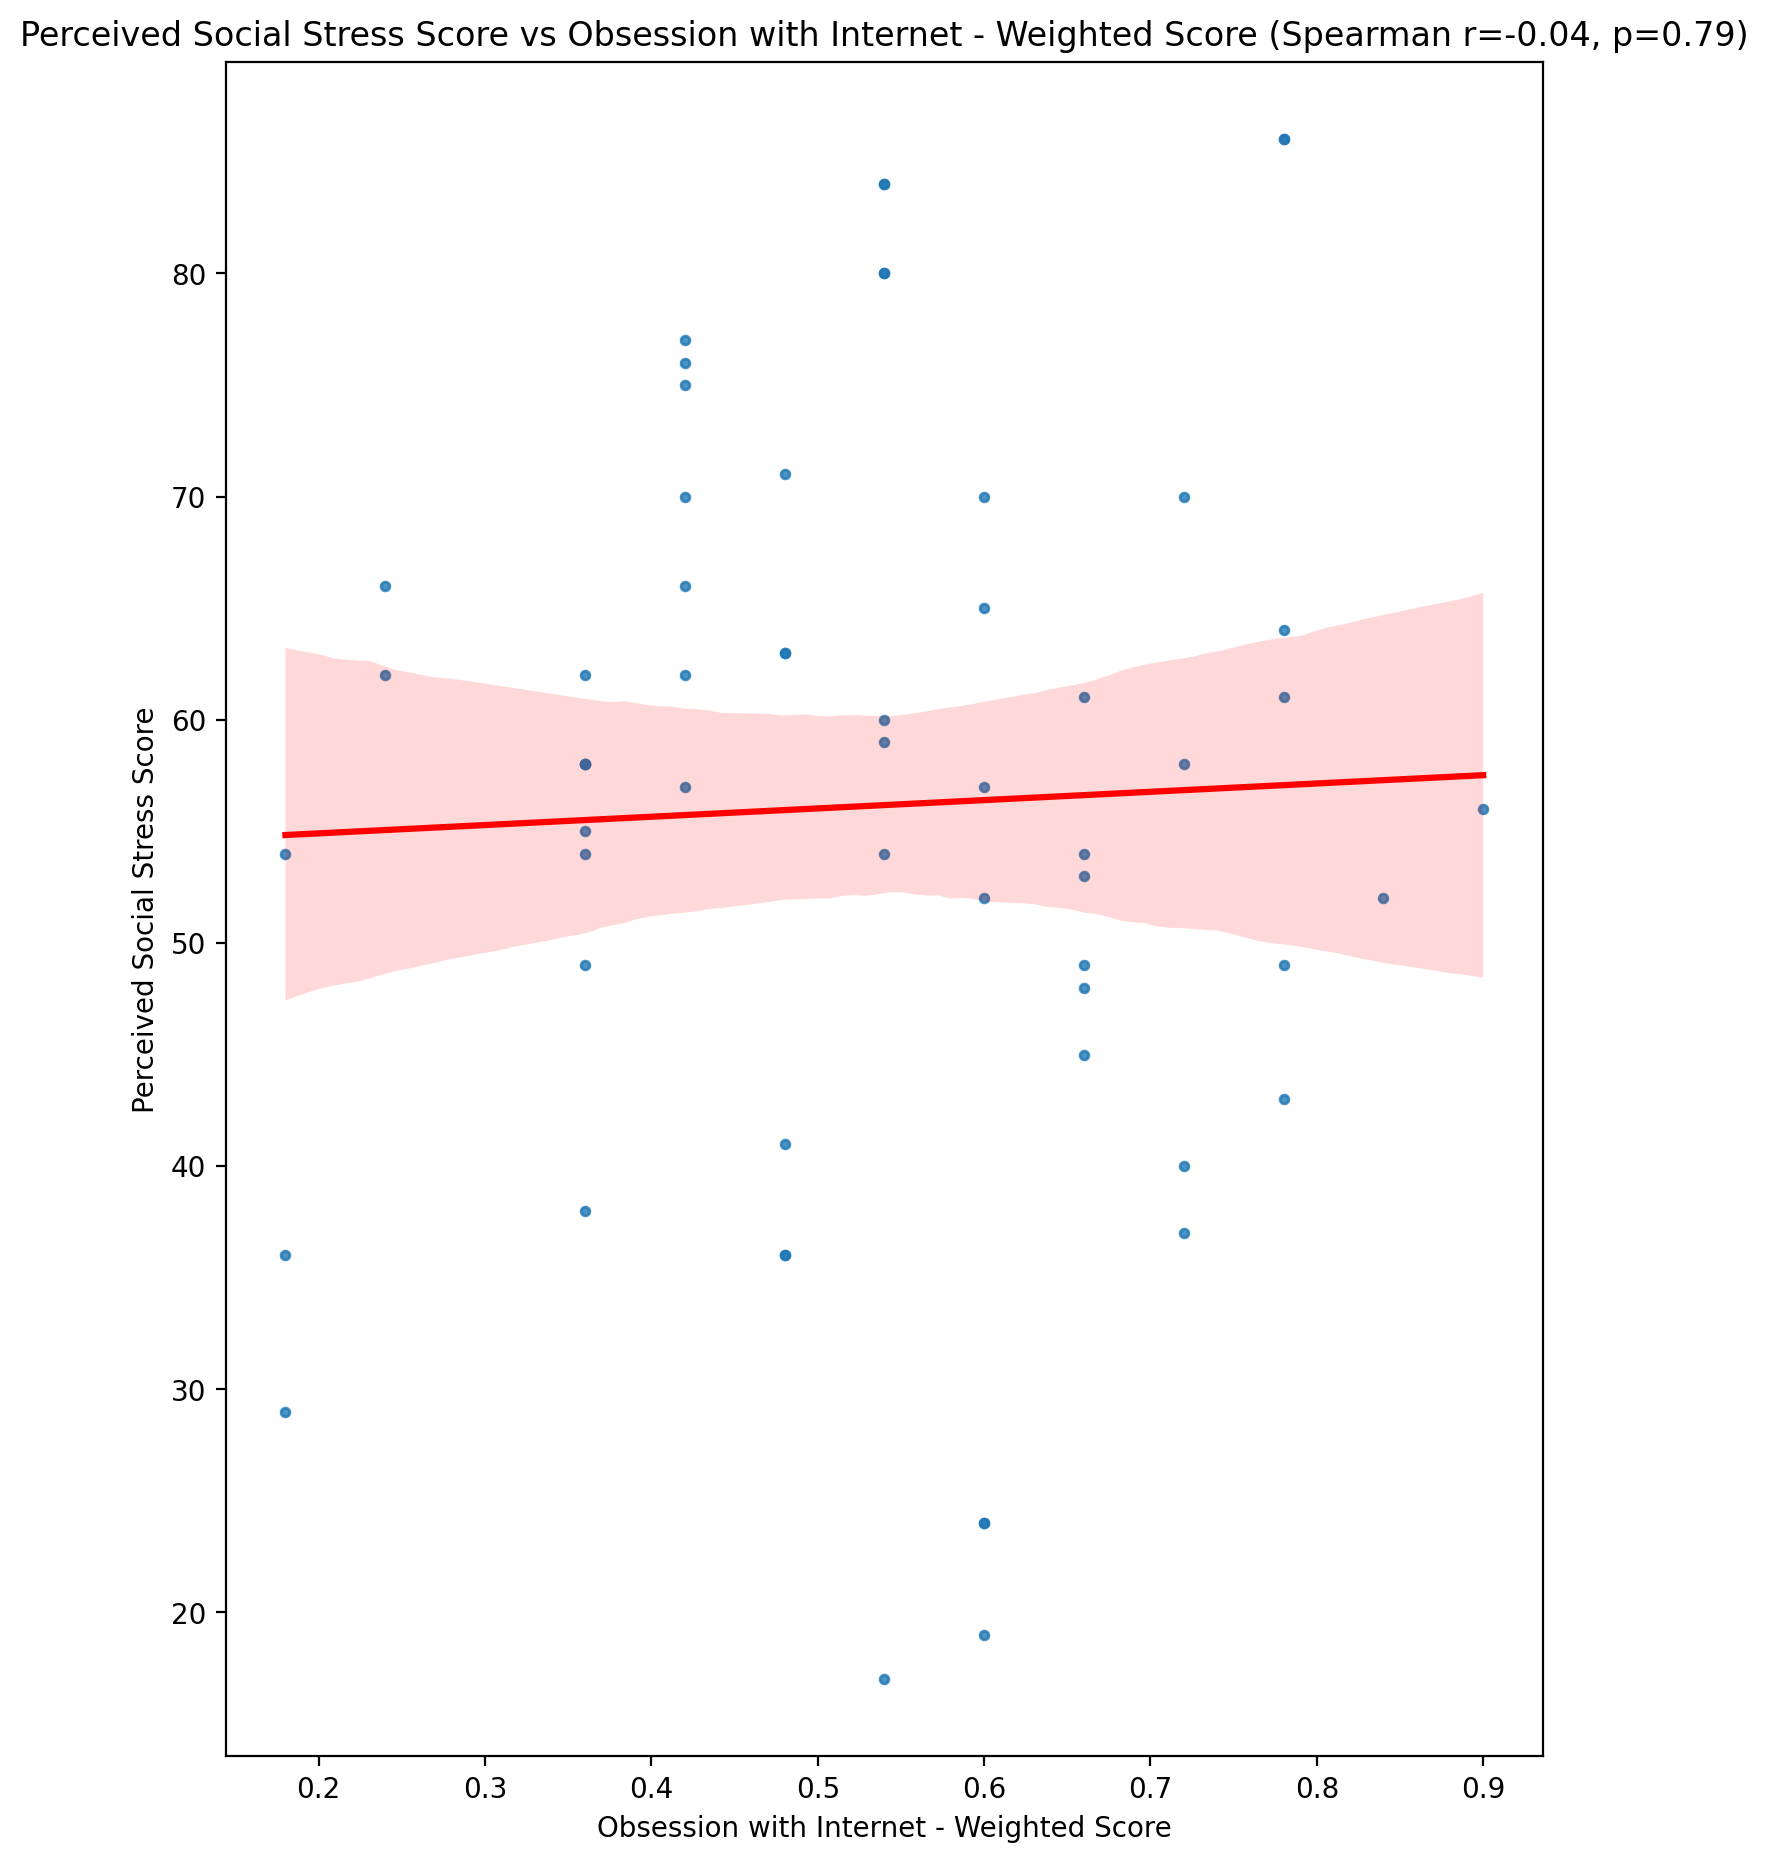 Perceived Social Stress Score vs Obsession with Internet - Weighted Score (Spearman r=-0.04, p=0.79)
80
70
60
50
40
30
20
Perceived Social Stress Score
0.2 0.3 0.4 0.5 0.6 0.7 0.8 0.9
Obsession with Internet - Weighted Score